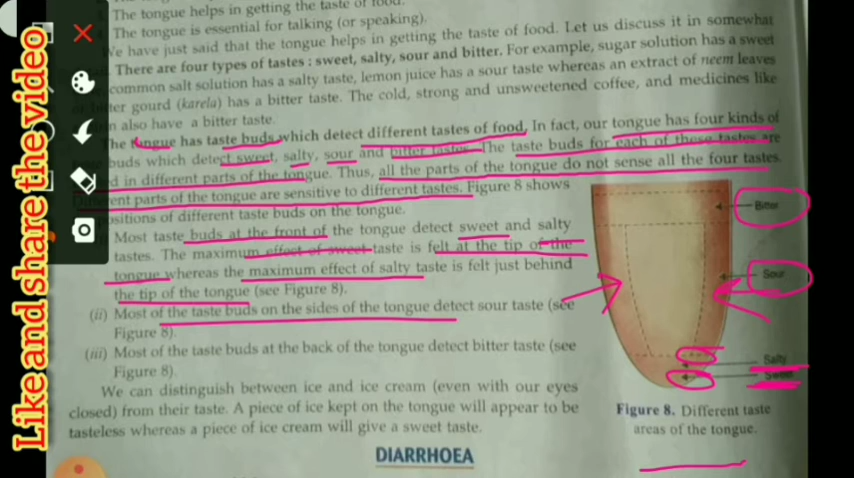 The tongue helps in getting the taste of food.
The tongue is essential for talking (or speaking).
We have just said that the tongue helps in getting the taste of food. Let us discuss it in somewhat
There are four types of tastes : sweet, salty, sour and bitter. For example, sugar solution has a sweet
common salt solution has a salty taste, lemon juice has a sour taste whereas an extract of neem leaves
gourd (karela) has a bitter taste. The cold, strong and unsweetened coffee, and medicines like
also have a bitter taste.
The tongue has taste buds which detect different tastes of food. In fact, our tongue has four kinds of
buds which detect sweet, salty, sour and bitter tastes. The taste buds for each of these tastes are
in different parts of the tongue. Thus, all the parts of the tongue do not sense all the four tastes.
Different parts of the tongue are sensitive to different tastes. Figure 8 shows
positions of different taste buds on the tongue.
Most taste buds at the front of the tongue detect sweet and salty
tastes. The maximum effect of sweet taste is felt at the tip of the
tongue whereas the maximum effect of salty taste is felt just behind
the tip of the tongue (see Figure 8).
(ii) Most of the taste buds on the sides of the tongue detect sour taste (see
Figure 8).
(iii) Most of the taste buds at the back of the tongue detect bitter taste (see
Figure 8).
We can distinguish between ice and ice cream (even with our eyes
closed) from their taste. A piece of ice kept on the tongue will appear to be
tasteless whereas a piece of ice cream will give a sweet taste.
Bitter
Sour
Salty
Sweet
Figure 8. Different taste
areas of the tongue.
DIARRHOEA
Like and share the video